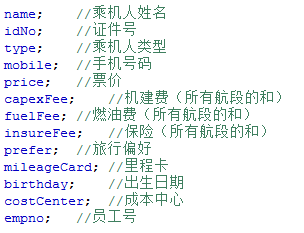 name;    //乘机人姓名
idNo;    //证件号
type;    //乘机人类型
mobile;  //手机号码
price;   //票价
capexFee;    //机建费（所有航段的和）
fuelFee; //燃油费（所有航段的和）
insureFee;   //保险（所有航段的和）
prefer;  //旅行偏好
mileageCard; //里程卡
birthday;    //出生日期
costCenter;  //成本中心
empno;   //员工号